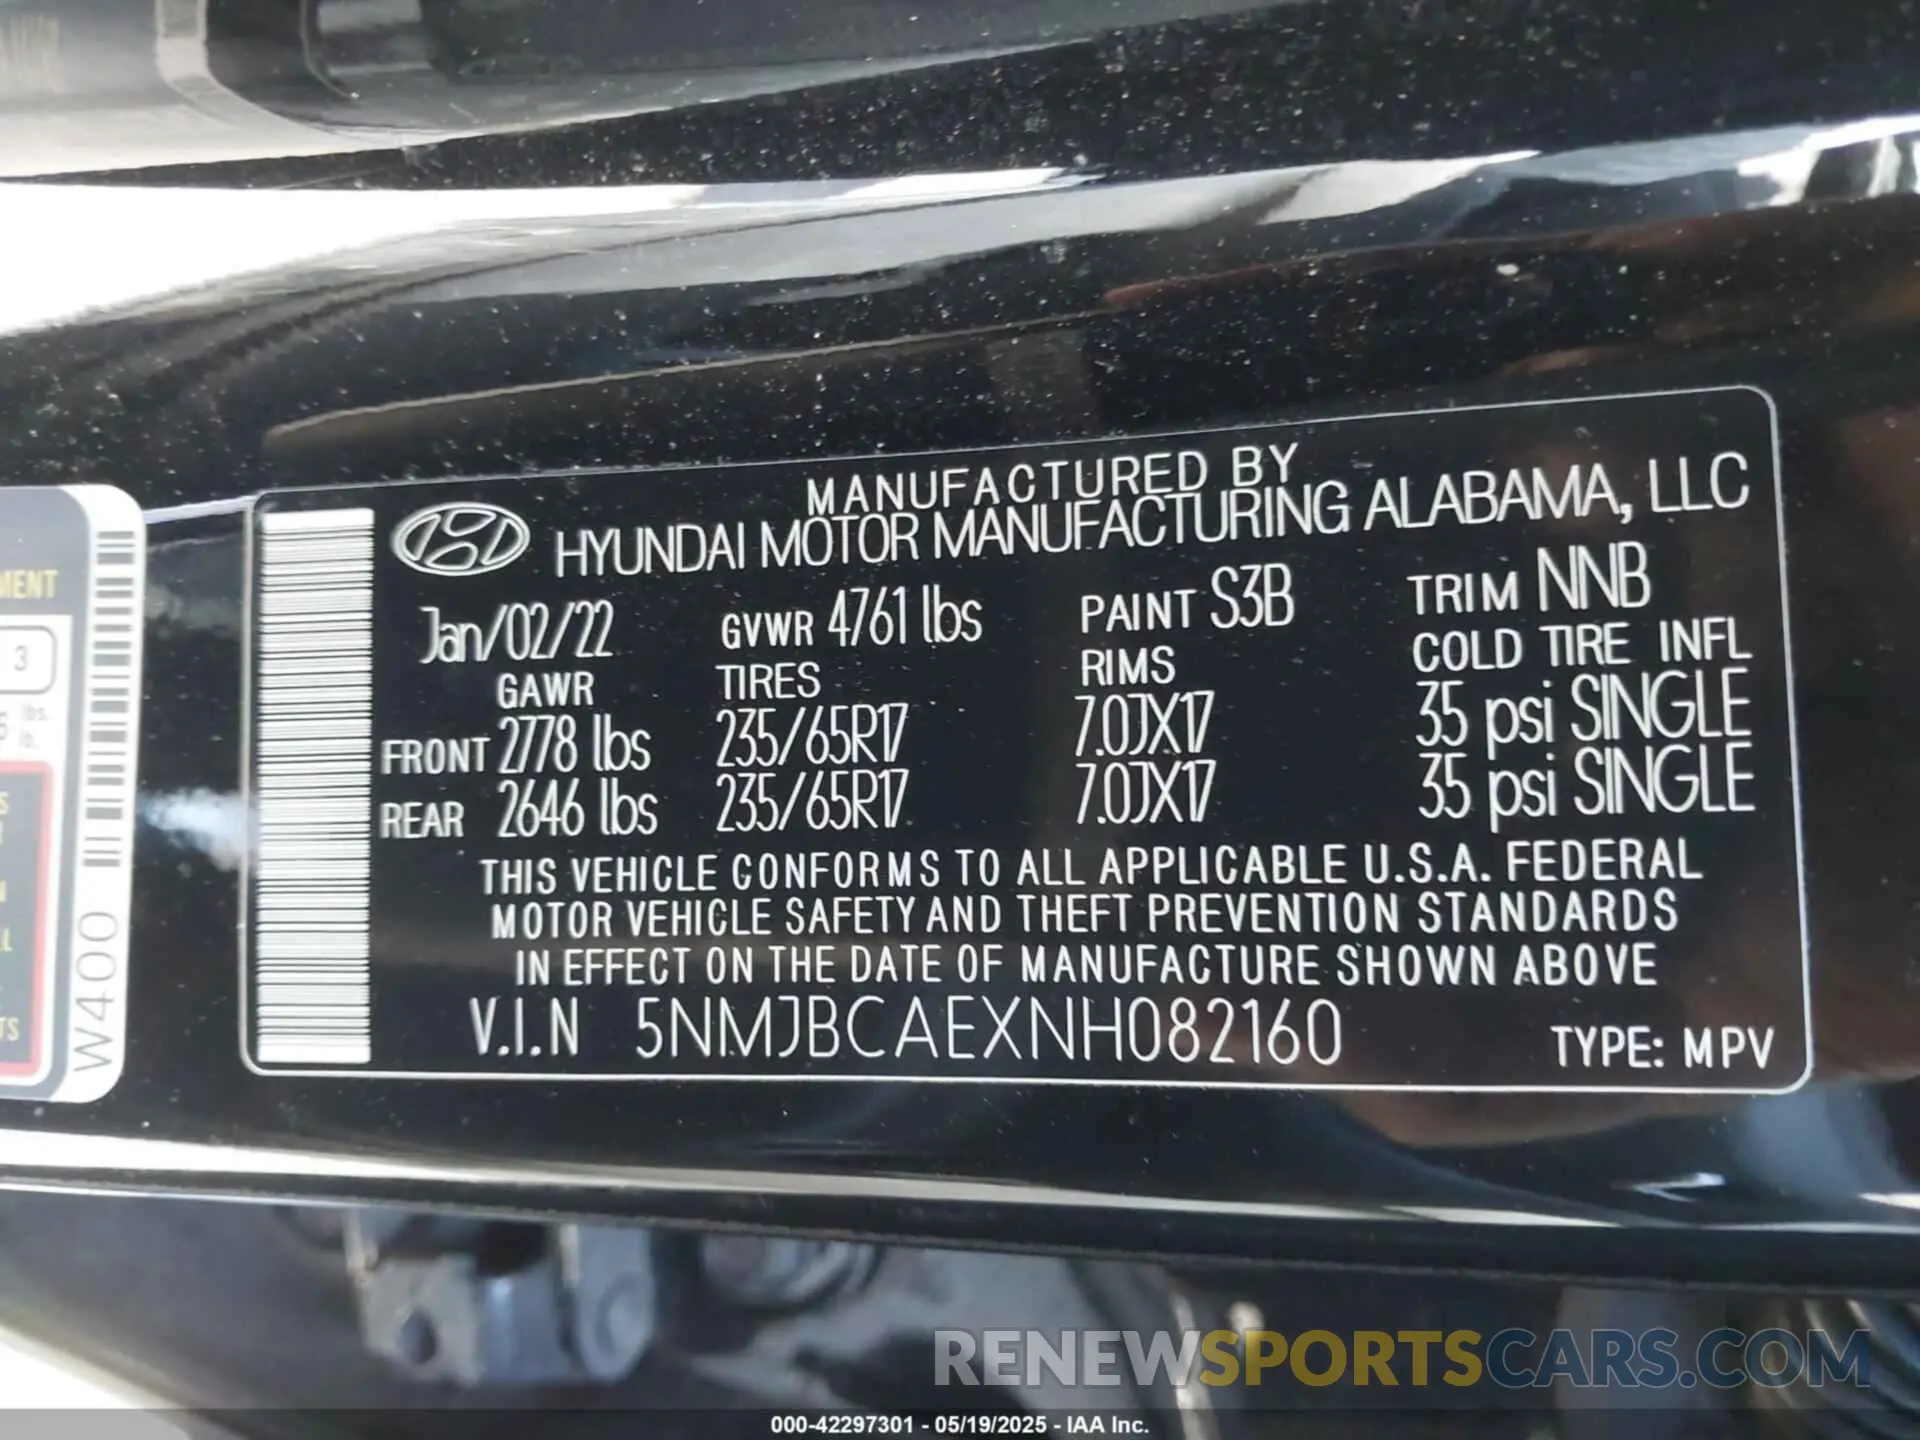 MANUFACTURED BY
HYUNDAI MOTOR MANUFACTURING ALABAMA, LLC
Jan/02/22 GVWR 4761 lbs PAINT S3B TRIM NNB
GAWR TIRES RIMS COLD TIRE INFL
FRONT 2778 lbs 235/65R17 7.0JX17 35 psi SINGLE
REAR 2646 lbs 235/65R17 7.0JX17 35 psi SINGLE
THIS VEHICLE CONFORMS TO ALL APPLICABLE U.S.A. FEDERAL
MOTOR VEHICLE SAFETY AND THEFT PREVENTION STANDARDS
IN EFFECT ON THE DATE OF MANUFACTURE SHOWN ABOVE
V.I.N 5NMJBCAEXNH082160 TYPE: MPV
MENT
3
lbs.
lb.
W400
RENEWSPORTSCARS.COM
000-42297301 - 05/19/2025 - IAA Inc.